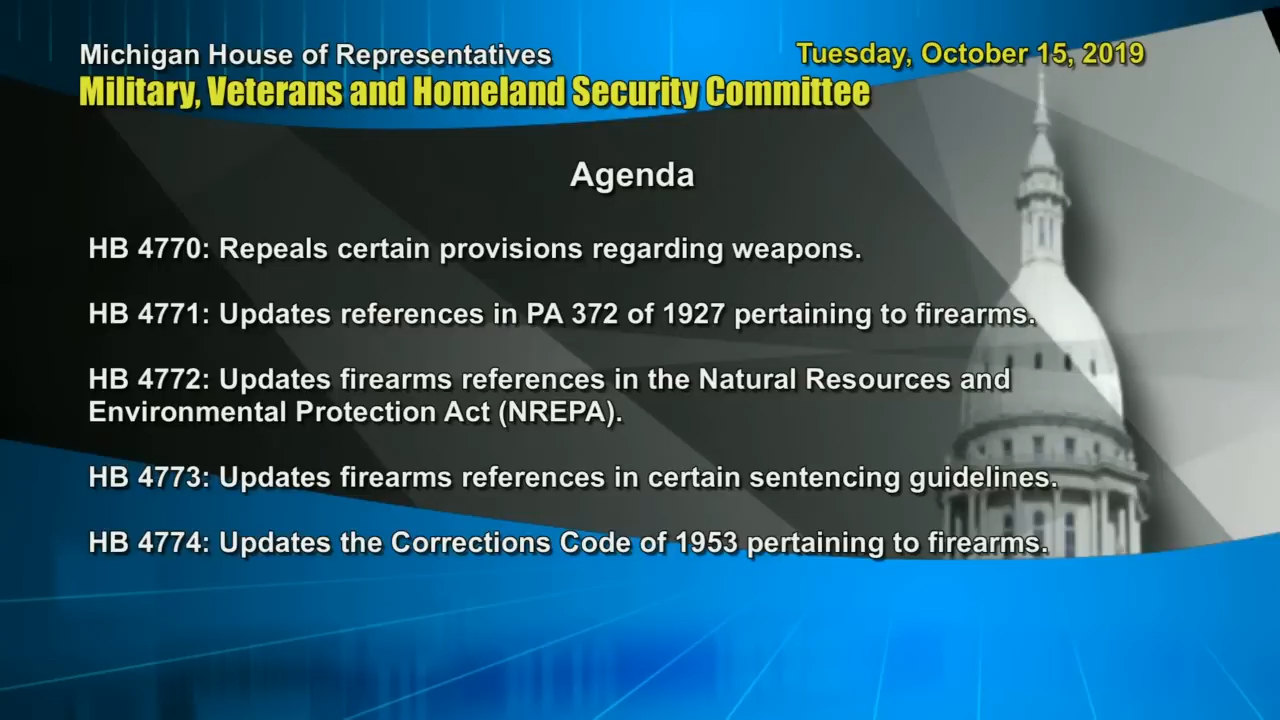 Michigan House of Representatives
Tuesday, October 15, 2019
Military, Veterans and Homeland Security Committee
Agenda
HB 4770: Repeals certain provisions regarding weapons.
HB 4771: Updates references in PA 372 of 1927 pertaining to firearms.
HB 4772: Updates firearms references in the Natural Resources and
Environmental Protection Act (NREPA).
HB 4773: Updates firearms references in certain sentencing guidelines.
HB 4774: Updates the Corrections Code of 1953 pertaining to firearms.